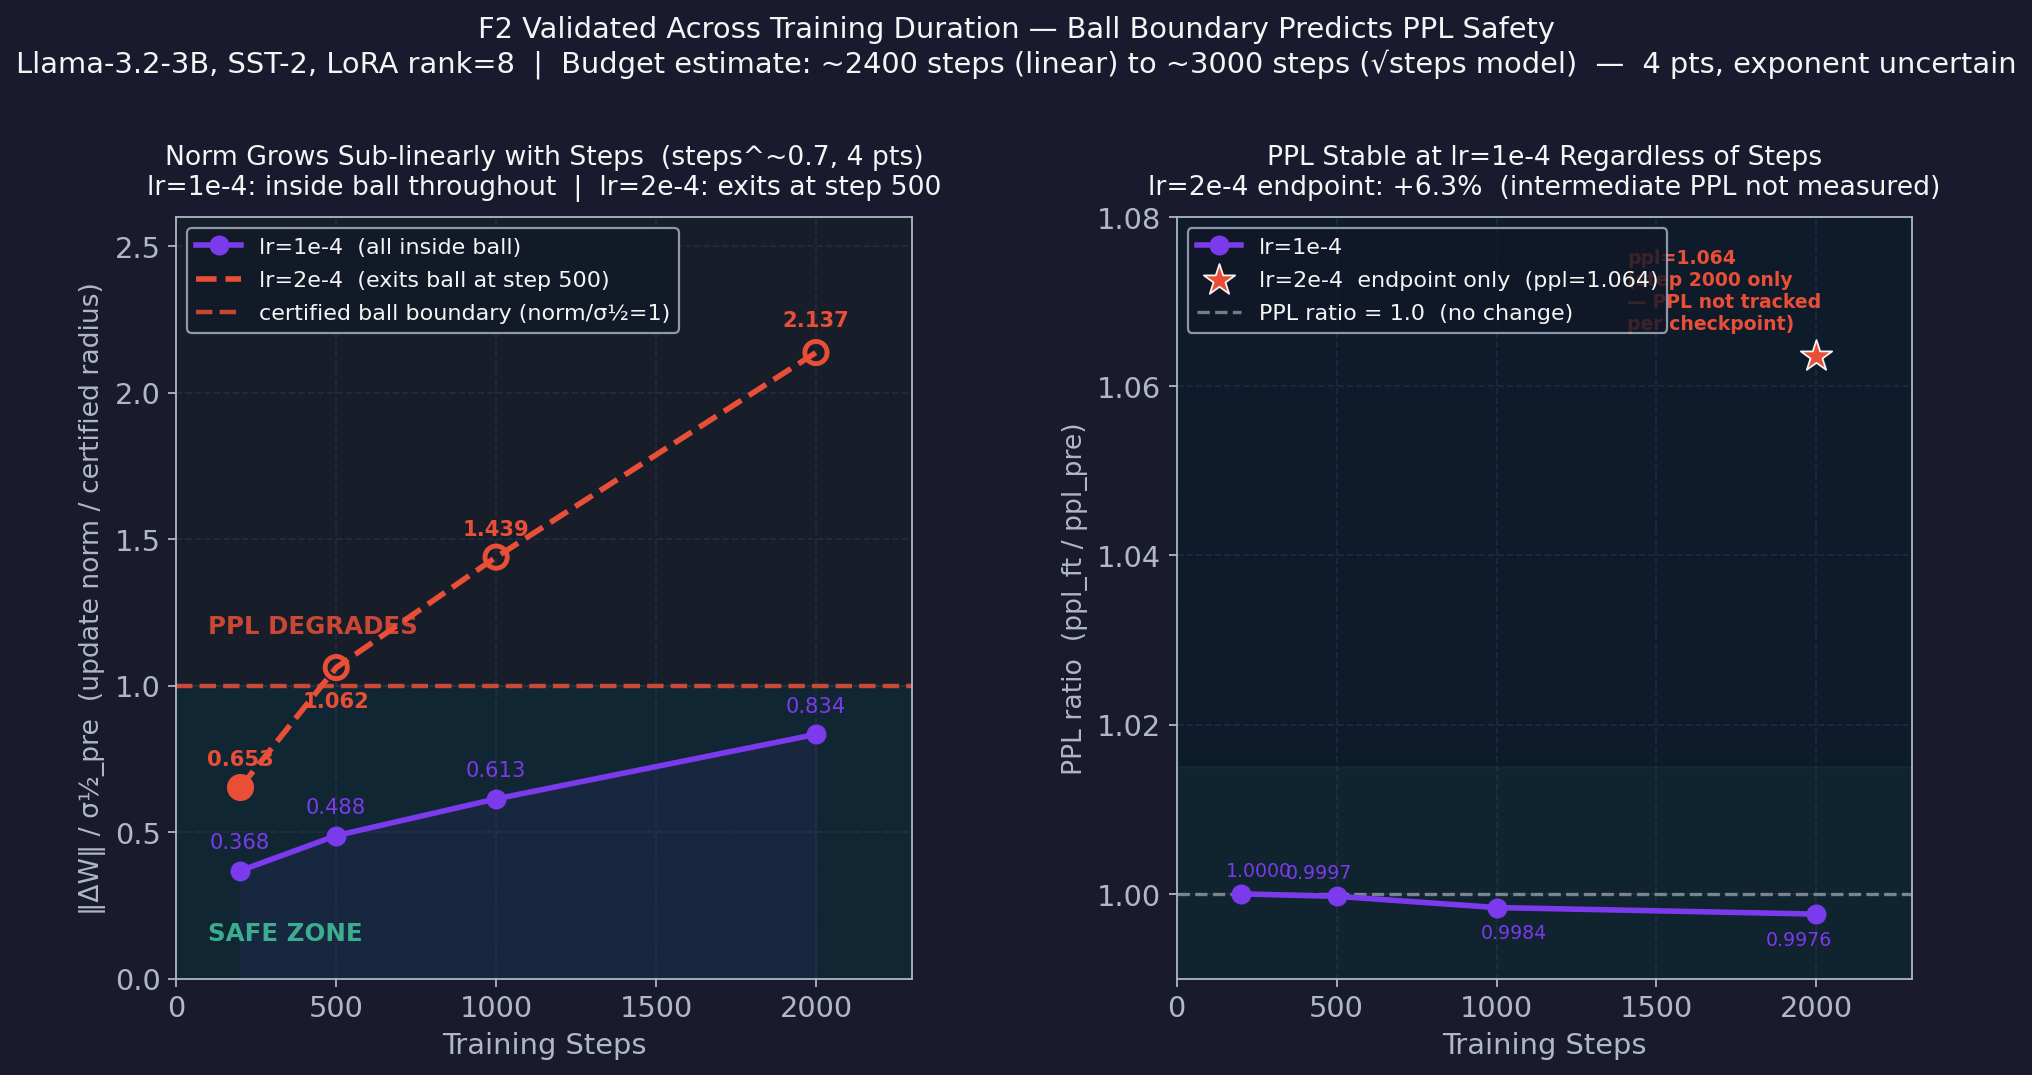 F2 Validated Across Training Duration — Ball Boundary Predicts PPL Safety
Llama-3.2-3B, SST-2, LoRA rank=8  |  Budget estimate: ~2400 steps (linear) to ~3000 steps (√steps model)  —  4 pts, exponent uncertain
Norm Grows Sub-linearly with Steps  (steps^~0.7, 4 pts)
lr=1e-4: inside ball throughout  |  lr=2e-4: exits at step 500
lr=1e-4  (all inside ball)
lr=2e-4  (exits ball at step 500)
certified ball boundary (norm/σ½=1)
‖ΔW‖ / σ½_pre  (update norm / certified radius)
2.5
2.0
1.5
1.0
0.5
0.0
2.137
1.439
PPL DEGRADES
1.062
0.834
0.653
0.613
0.488
0.368
SAFE ZONE
0
500
1000
1500
2000
Training Steps
PPL Stable at lr=1e-4 Regardless of Steps
lr=2e-4 endpoint: +6.3%  (intermediate PPL not measured)
lr=1e-4
lr=2e-4  endpoint only  (ppl=1.064)
PPL ratio = 1.0  (no change)
ppl=1.064
2000 only
— PPL not tracked
per checkpoint)
PPL ratio  (ppl_ft / ppl_pre)
1.08
1.06
1.04
1.02
1.00
1.0000
0.9997
0.9984
0.9976
0
500
1000
1500
2000
Training Steps